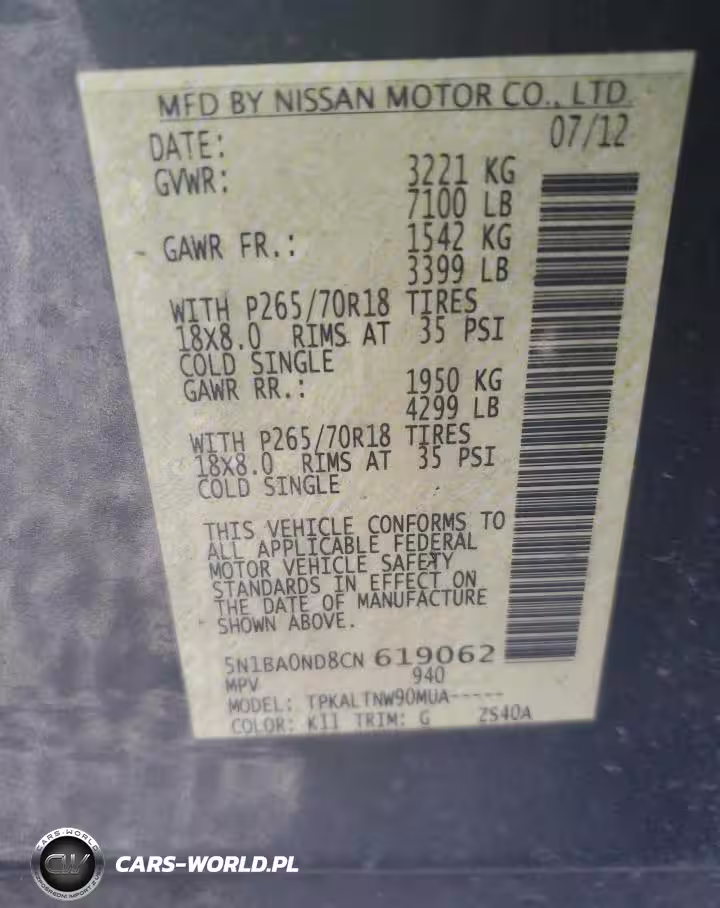 MFD BY NISSAN MOTOR CO., LTD.
DATE: 07/12
GVWR: 3221 KG
7100 LB
GAWR FR.: 1542 KG
3399 LB
WITH P265/70R18 TIRES
18X8.0 RIMS AT 35 PSI
COLD SINGLE
GAWR RR.: 1950 KG
4299 LB
WITH P265/70R18 TIRES
18X8.0 RIMS AT 35 PSI
COLD SINGLE
THIS VEHICLE CONFORMS TO
ALL APPLICABLE FEDERAL
MOTOR VEHICLE SAFETY
STANDARDS IN EFFECT ON
THE DATE OF MANUFACTURE
SHOWN ABOVE.
5N1BA0ND8CN 619062
MPV 940
MODEL: TPKALTNW90MUA-----
COLOR: K11 TRIM: G ZS40A
CARS-WORLD
CW
CARS-WORLD.PL